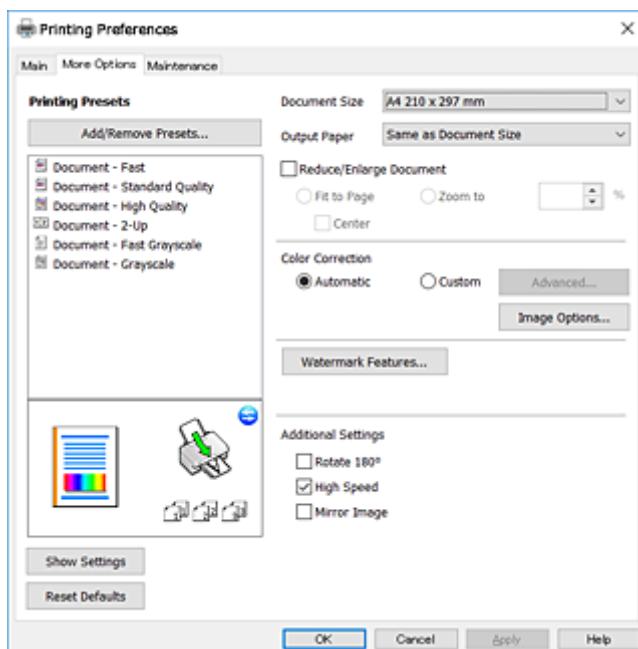 Printing Preferences
Main More Options Maintenance
Printing Presets
Add/Remove Presets...
Document - Fast
Document - Standard Quality
Document - High Quality
Document - 2-Up
Document - Fast Grayscale
Document - Grayscale
Show Settings
Reset Defaults
Document Size A4 210 x 297 mm
Output Paper Same as Document Size
Reduce/Enlarge Document
Fit to Page Zoom to %
Center
Color Correction
Automatic Custom Advanced...
Image Options...
Watermark Features...
Additional Settings
Rotate 180º
High Speed
Mirror Image
OK Cancel Apply Help